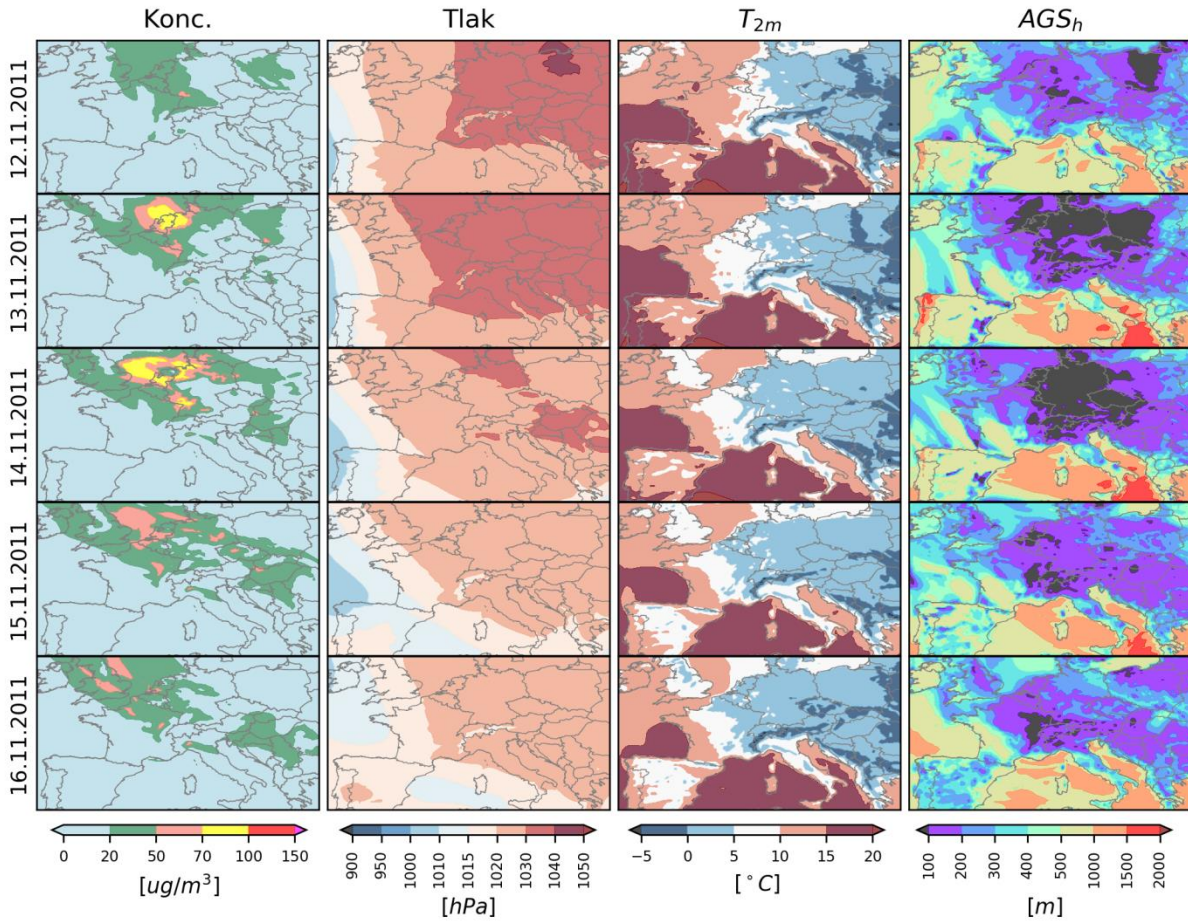 Konc. Tlak T₂ₘ AGSₕ
12.11.2011
13.11.2011
14.11.2011
15.11.2011
16.11.2011
0 20 50 70 100 150
[ug/m³]
900 950 1000 1010 1013 1015 1020 1030 1040 1050
[hPa]
−5 0 5 10 15 20
[°C]
100 200 300 400 500 1000 1500 2000
[m]